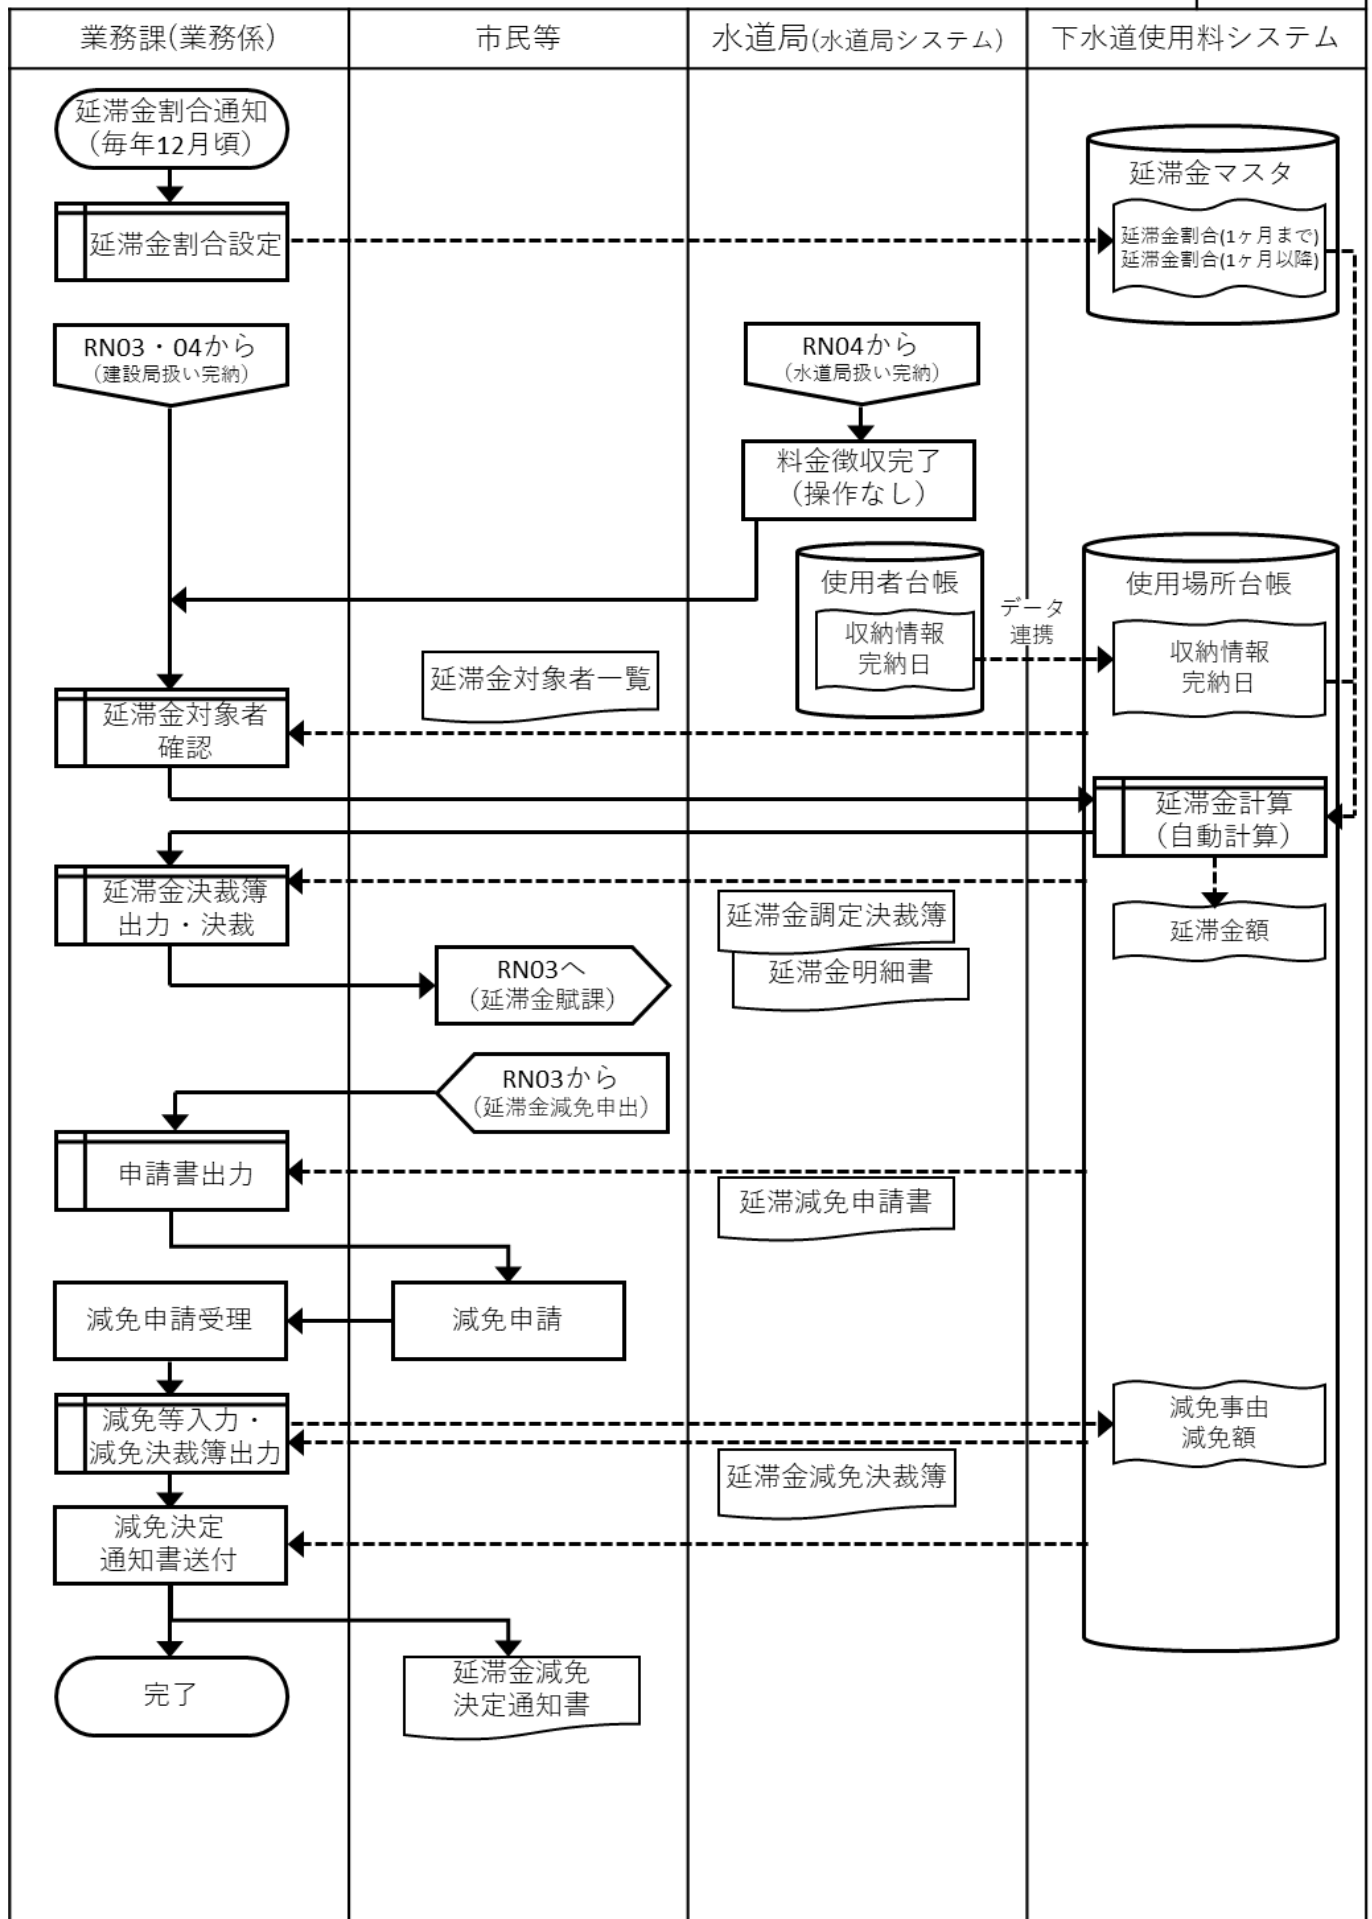 業務課(業務係)
市民等
水道局(水道局システム)
下水道使用料システム
延滞金割合通知
(毎年12月頃)
延滞金マスタ
延滞金割合設定
延滞金割合(1ヶ月まで)
延滞金割合(1ヶ月以降)
RN03・04から
(建設局扱い完納)
RN04から
(水道局扱い完納)
料金徴収完了
(操作なし)
使用者台帳
収納情報
完納日
データ
連携
使用場所台帳
収納情報
完納日
延滞金対象者一覧
延滞金対象者
確認
延滞金計算
(自動計算)
延滞金決裁簿
出力・決裁
延滞金調定決裁簿
延滞金明細書
延滞金額
RN03へ
(延滞金賦課)
RN03から
(延滞金減免申出)
申請書出力
延滞減免申請書
減免申請受理
減免申請
減免等入力・
減免決裁簿出力
減免事由
減免額
延滞金減免決裁簿
減免決定
通知書送付
完了
延滞金減免
決定通知書